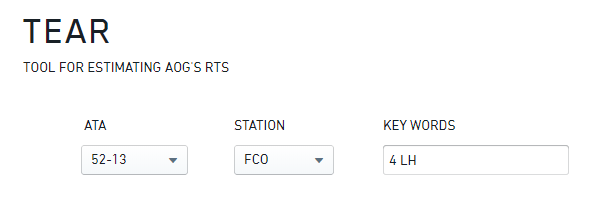 TEAR
TOOL FOR ESTIMATING AOG'S RTS
ATA STATION KEY WORDS
52-13 FCO 4 LH